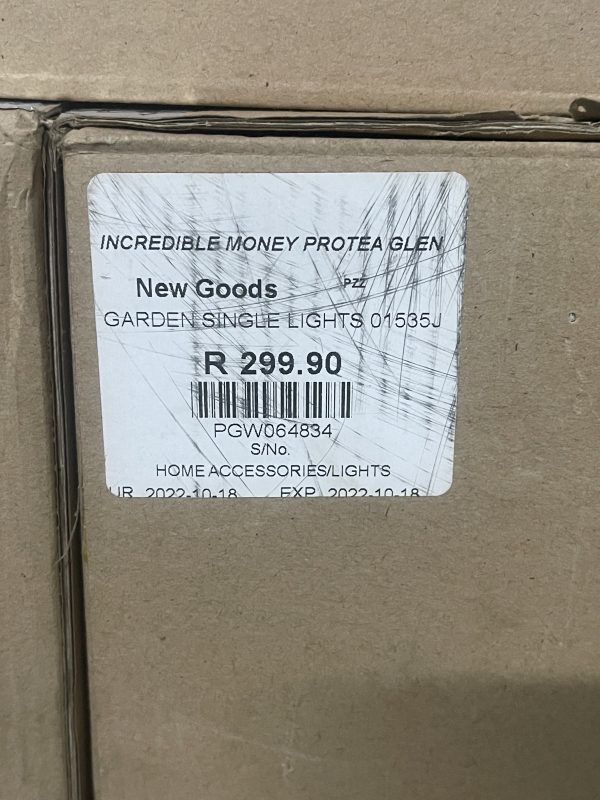 INCREDIBLE MONEY PROTEA GLEN
New Goods PZZ
GARDEN SINGLE LIGHTS 01535J
R 299.90
PGW064834
S/No.
HOME ACCESSORIES/LIGHTS
UR 2022-10-18 EXP 2022-10-18